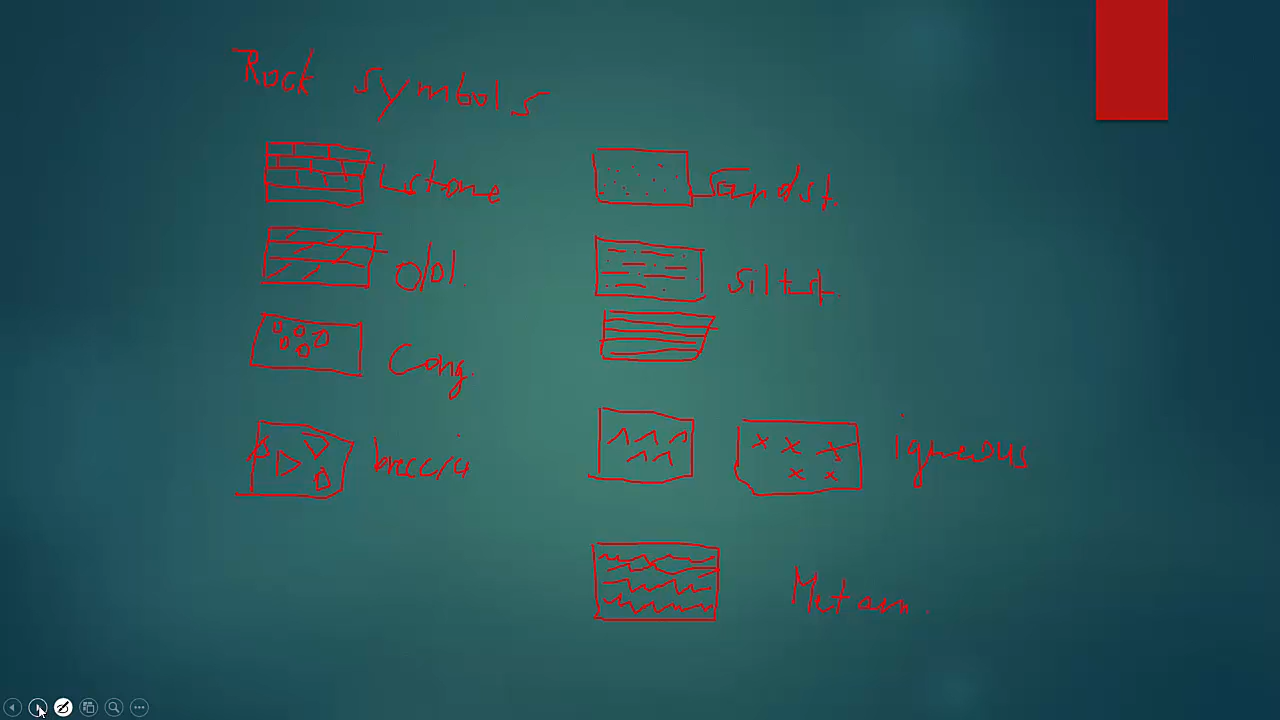 Rock symbols
Lstone
Sandst.
Dol.
Siltst.
Cong.
breccia
igneous
Metam.